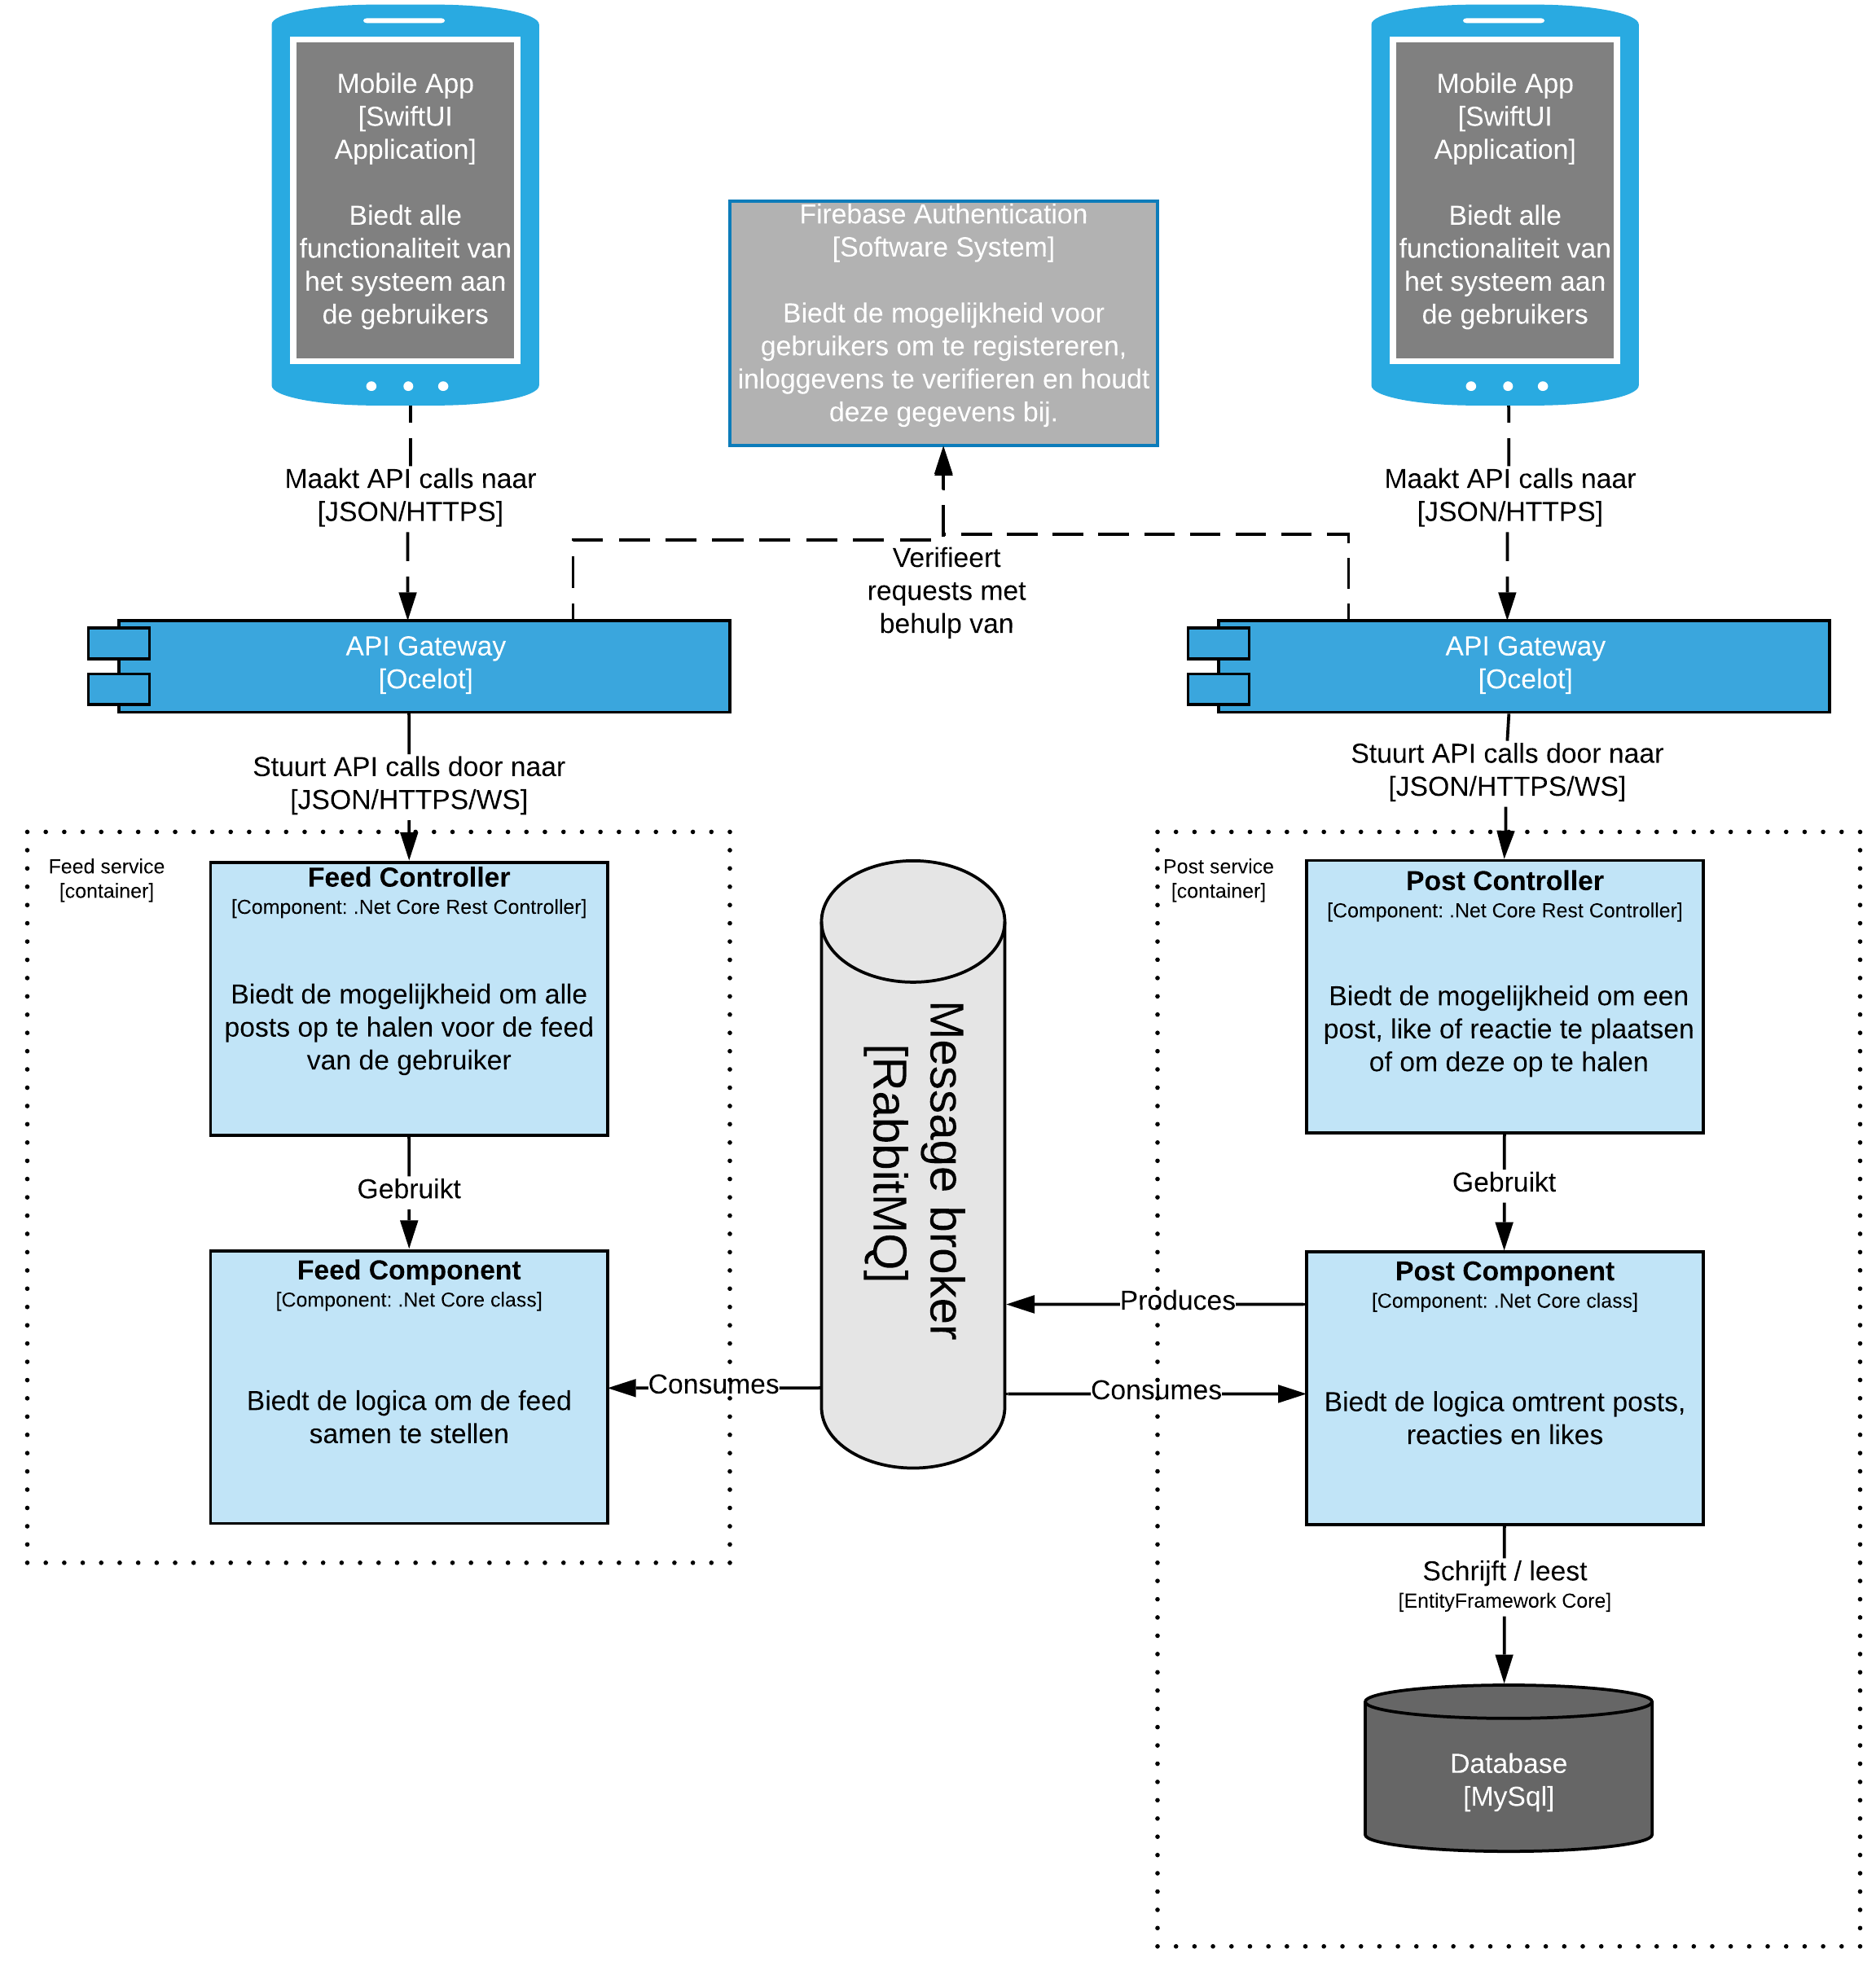 Mobile App
[SwiftUI
Application]
Biedt alle
functionaliteit van
het systeem aan
de gebruikers
Mobile App
[SwiftUI
Application]
Biedt alle
functionaliteit van
het systeem aan
de gebruikers
Firebase Authentication
[Software System]
Biedt de mogelijkheid voor
gebruikers om te registereren,
inloggevens te verifieren en houdt
deze gegevens bij.
Maakt API calls naar
[JSON/HTTPS]
Maakt API calls naar
[JSON/HTTPS]
Verifieert
requests met
behulp van
API Gateway
[Ocelot]
API Gateway
[Ocelot]
Stuurt API calls door naar
[JSON/HTTPS/WS]
Stuurt API calls door naar
[JSON/HTTPS/WS]
Feed service
[container]
Feed Controller
[Component: .Net Core Rest Controller]
Biedt de mogelijkheid om alle
posts op te halen voor de feed
van de gebruiker
Gebruikt
Feed Component
[Component: .Net Core class]
Biedt de logica om de feed
samen te stellen
Consumes
Message broker
[RabbitMQ]
Produces
Consumes
Post service
[container]
Post Controller
[Component: .Net Core Rest Controller]
Biedt de mogelijkheid om een
post, like of reactie te plaatsen
of om deze op te halen
Gebruikt
Post Component
[Component: .Net Core class]
Biedt de logica omtrent posts,
reacties en likes
Schrijft / leest
[EntityFramework Core]
Database
[MySql]